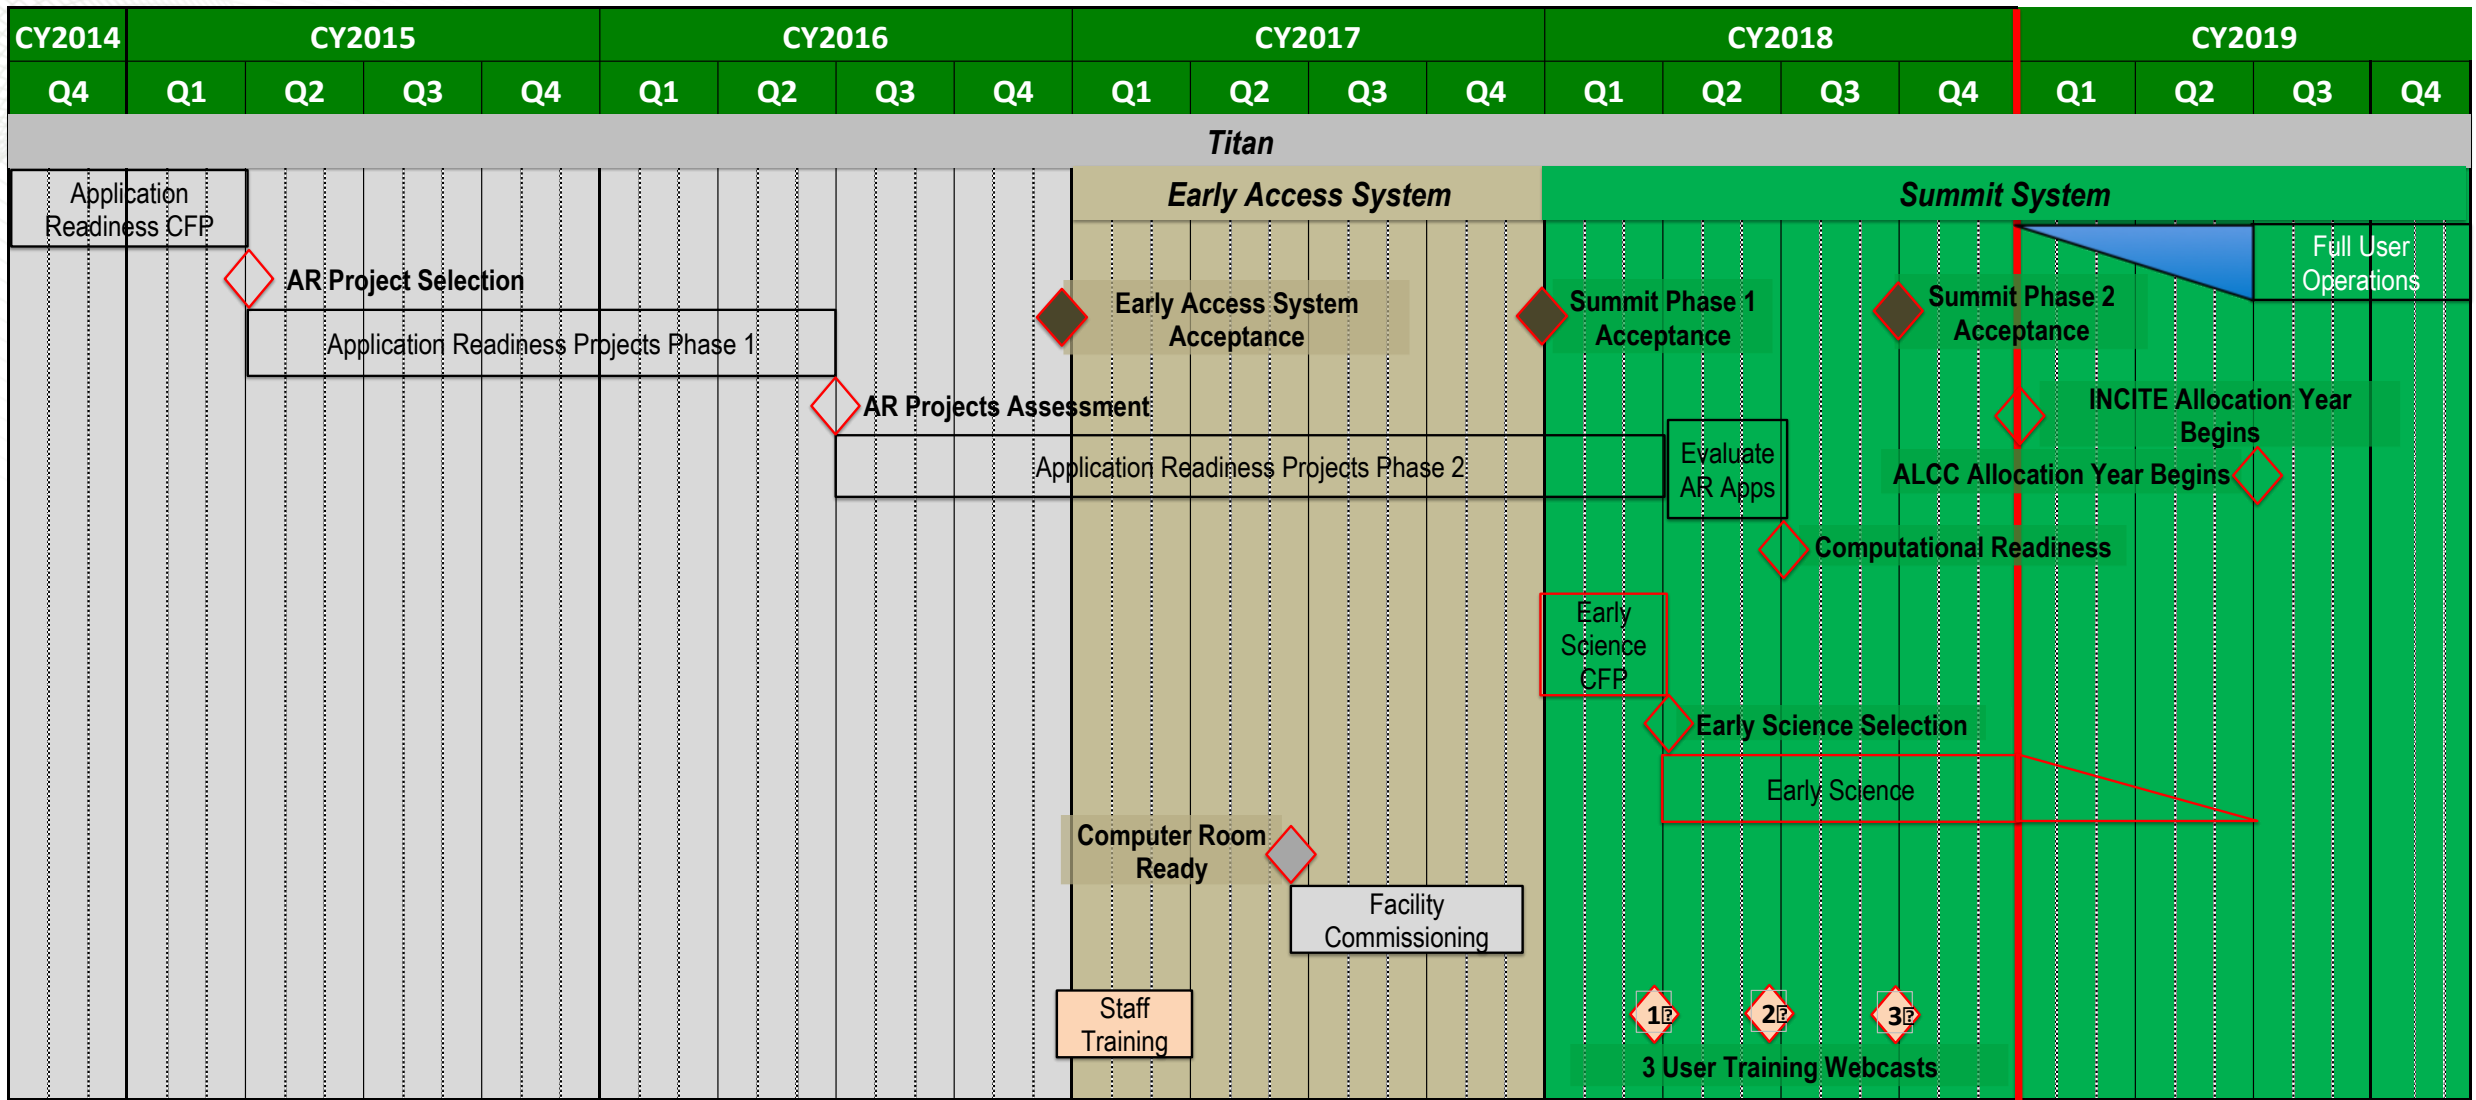 CY2014 CY2015 CY2016 CY2017 CY2018 CY2019
Q4 Q1 Q2 Q3 Q4 Q1 Q2 Q3 Q4 Q1 Q2 Q3 Q4 Q1 Q2 Q3 Q4 Q1 Q2 Q3 Q4
Titan
Early Access System
Summit System
Application
Readiness CFP
Full User
Operations
AR Project Selection
Early Access System
Acceptance
Summit Phase 1
Acceptance
Summit Phase 2
Acceptance
Application Readiness Projects Phase 1
AR Projects Assessment
INCITE Allocation Year
Begins
Application Readiness Projects Phase 2
Evaluate
AR Apps
ALCC Allocation Year Begins
Computational Readiness
Early
Science
CFP
Early Science Selection
Early Science
Computer Room
Ready
Facility
Commissioning
Staff
Training
1 2 3
3 User Training Webcasts